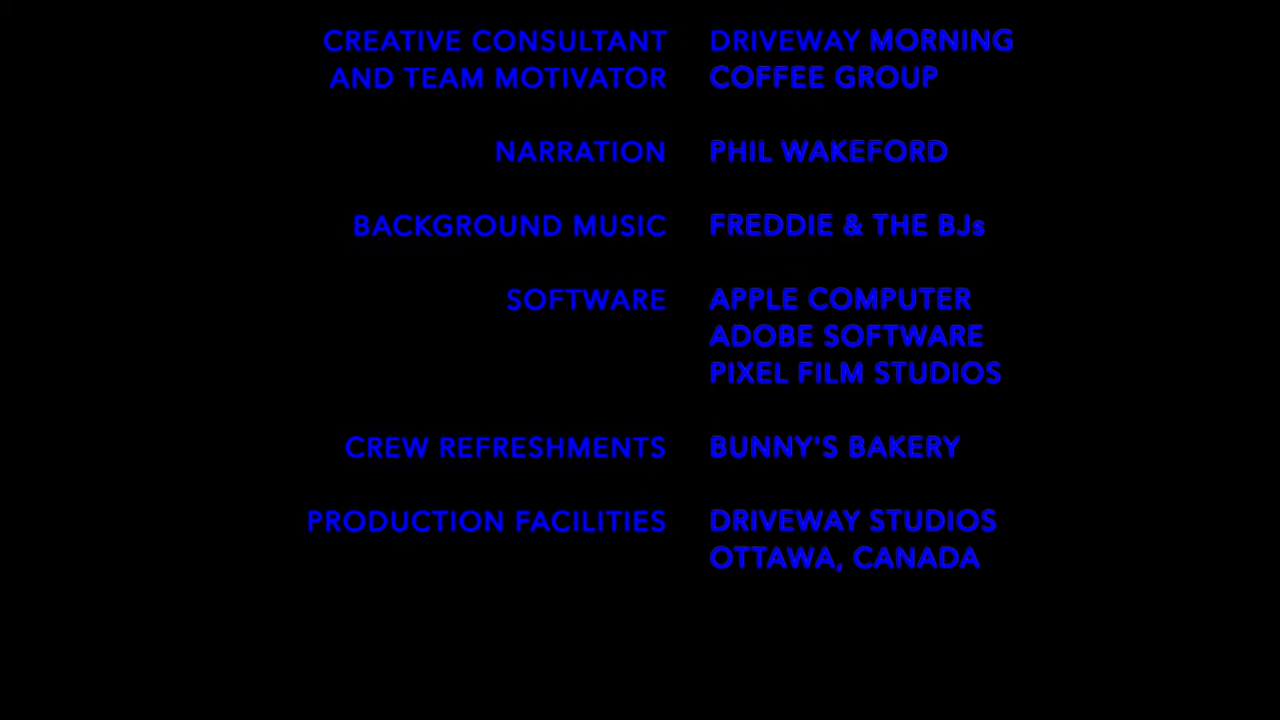 CREATIVE CONSULTANT DRIVEWAY MORNING
AND TEAM MOTIVATOR COFFEE GROUP
NARRATION PHIL WAKEFORD
BACKGROUND MUSIC FREDDIE & THE BJs
SOFTWARE APPLE COMPUTER
ADOBE SOFTWARE
PIXEL FILM STUDIOS
CREW REFRESHMENTS BUNNY'S BAKERY
PRODUCTION FACILITIES DRIVEWAY STUDIOS
OTTAWA, CANADA